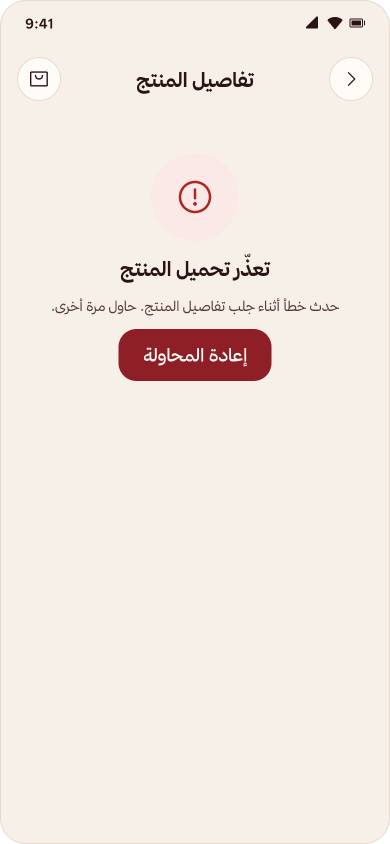 9:41
تفاصيل المنتج
تعذّر تحميل المنتج
حدث خطأ أثناء جلب تفاصيل المنتج. حاول مرة أخرى.
إعادة المحاولة